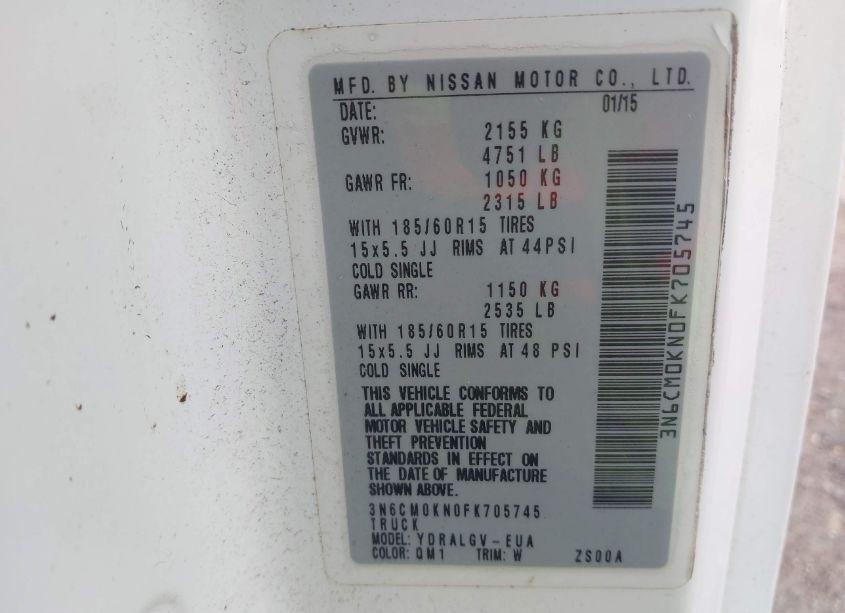 MFD. BY NISSAN MOTOR CO., LTD.
DATE: 01/15
GVWR: 2155 KG
4751 LB
GAWR FR: 1050 KG
2315 LB
WITH 185/60R15 TIRES
15x5.5 JJ RIMS AT 44PSI
COLD SINGLE
GAWR RR: 1150 KG
2535 LB
WITH 185/60R15 TIRES
15x5.5 JJ RIMS AT 48 PSI
COLD SINGLE
THIS VEHICLE CONFORMS TO
ALL APPLICABLE FEDERAL
MOTOR VEHICLE SAFETY AND
THEFT PREVENTION
STANDARDS IN EFFECT ON
THE DATE OF MANUFACTURE
SHOWN ABOVE.
3N6CM0KN0FK705745
TRUCK
MODEL: YDRALGV-EUA
COLOR: QM1 TRIM: W ZS00A
3N6CM0KN0FK705745